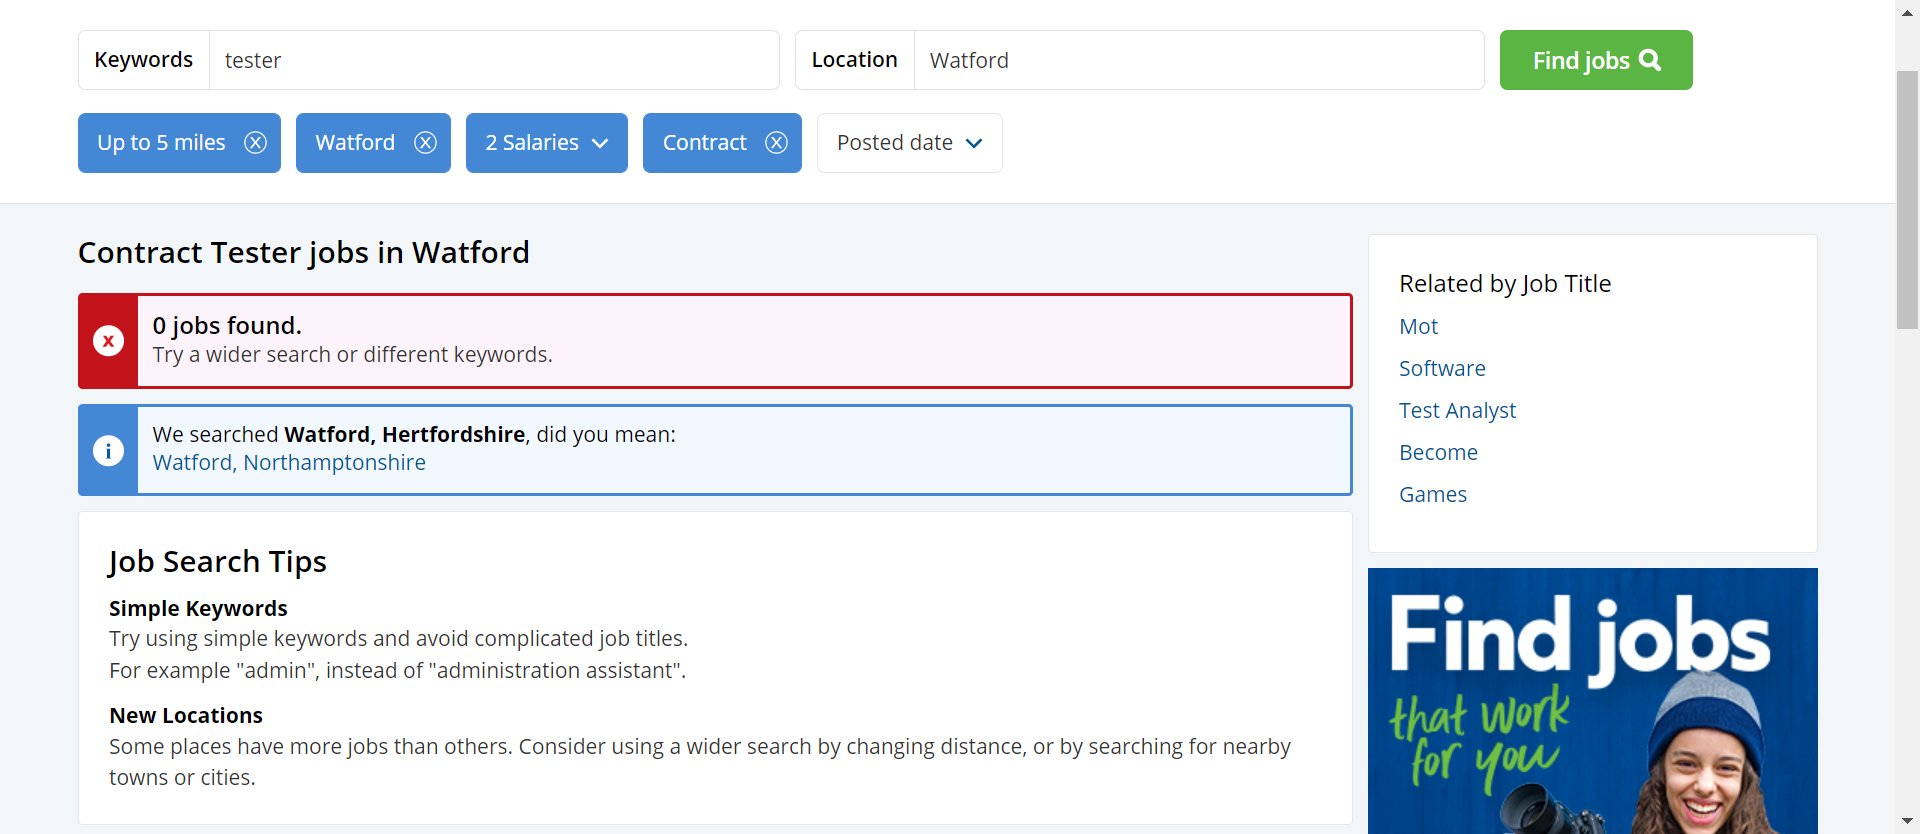 Keywords tester Location Watford Find jobs
Up to 5 miles Watford 2 Salaries Contract Posted date
Contract Tester jobs in Watford
0 jobs found.
Try a wider search or different keywords.
We searched Watford, Hertfordshire, did you mean:
Watford, Northamptonshire
Job Search Tips
Simple Keywords
Try using simple keywords and avoid complicated job titles.
For example "admin", instead of "administration assistant".
New Locations
Some places have more jobs than others. Consider using a wider search by changing distance, or by searching for nearby
towns or cities.
Related by Job Title
Mot
Software
Test Analyst
Become
Games
Find jobs
that work
for you